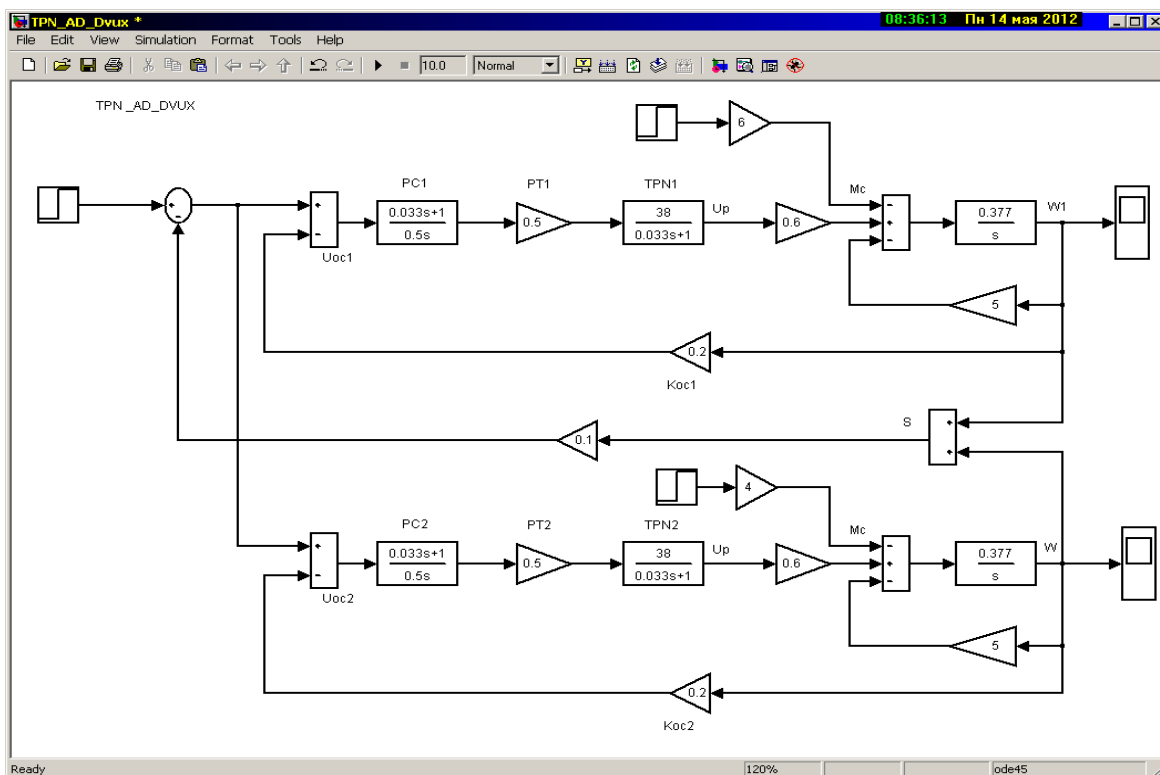 TPN_AD_Dvux *
08:36:13 Пн 14 мая 2012
File Edit View Simulation Format Tools Help
10.0 Normal
TPN _AD_DVUX
6
PC1 PT1 TPN1 Mc
+ - + - 0.033s+1 0.5s 0.5 38 0.033s+1 Up 0.6 - + - 0.377 s W1
Uoc1
5
0.2
Koc1
S + +
0.1
4
PC2 PT2 TPN2 Mc
+ - 0.033s+1 0.5s 0.5 38 0.033s+1 Up 0.6 - + - 0.377 s W
Uoc2
5
0.2
Koc2
Ready 120% ode45